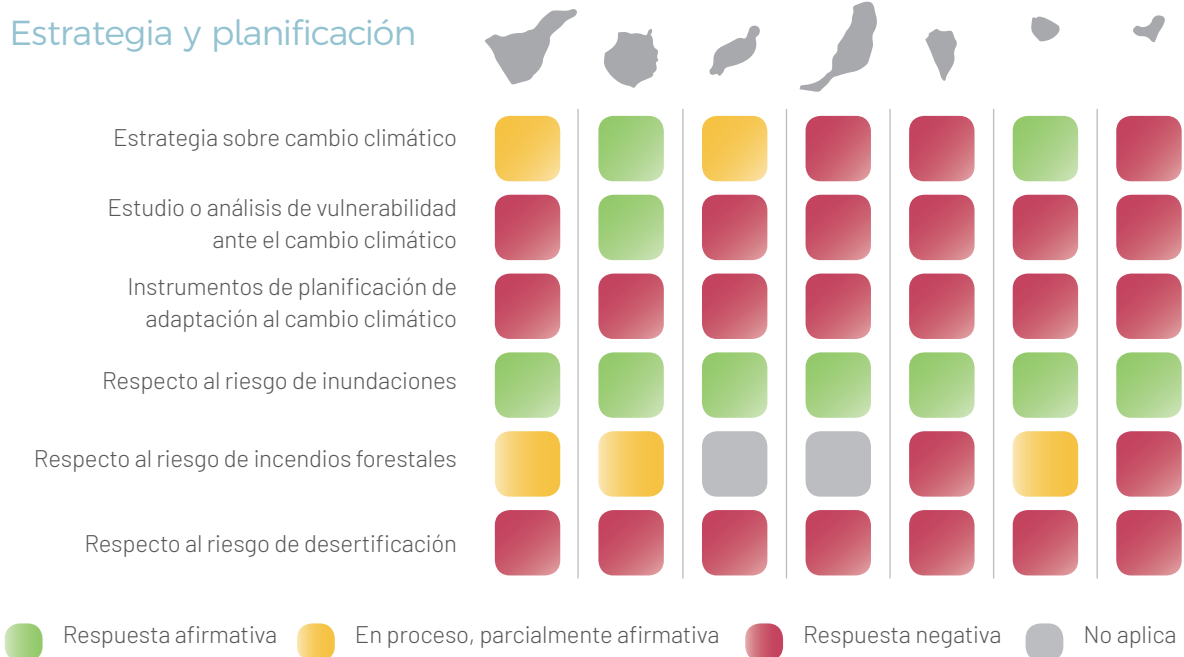 Estrategia y planificación
Estrategia sobre cambio climático
Estudio o análisis de vulnerabilidad
ante el cambio climático
Instrumentos de planificación de
adaptación al cambio climático
Respecto al riesgo de inundaciones
Respecto al riesgo de incendios forestales
Respecto al riesgo de desertificación
Respuesta afirmativa
En proceso, parcialmente afirmativa
Respuesta negativa
No aplica